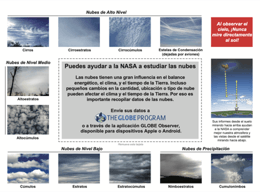 Nubes de Alto Nivel
Al observar el
cielo, ¡Nunca
mire directamente
al sol!
Cirros
Cirrostratos
Cirrocúmulos
Estelas de Condensación
(dejadas por aviones)
Nubes de Nivel Medio
Altoestratos
Altocúmulos
Puedes ayudar a la NASA a estudiar las nubes
Las nubes tienen una gran influencia en el balance
energético, el clima, y el tiempo de la Tierra. Incluso
pequeños cambios en la cantidad, ubicación o tipo de nube
pueden afectar el clima y el tiempo de la Tierra. Por eso es
importante recopilar datos de las nubes.
Envíe sus datos a
THE GLOBE PROGRAM
o a través de la aplicación GLOBE Observer,
disponible para dispositivos Apple o Android.
Nubes de Bajo Nivel
Nubes de Precipitación
Cúmulos
Estratos
Estratocúmulos
Nimbostratos
Cumulonimbos